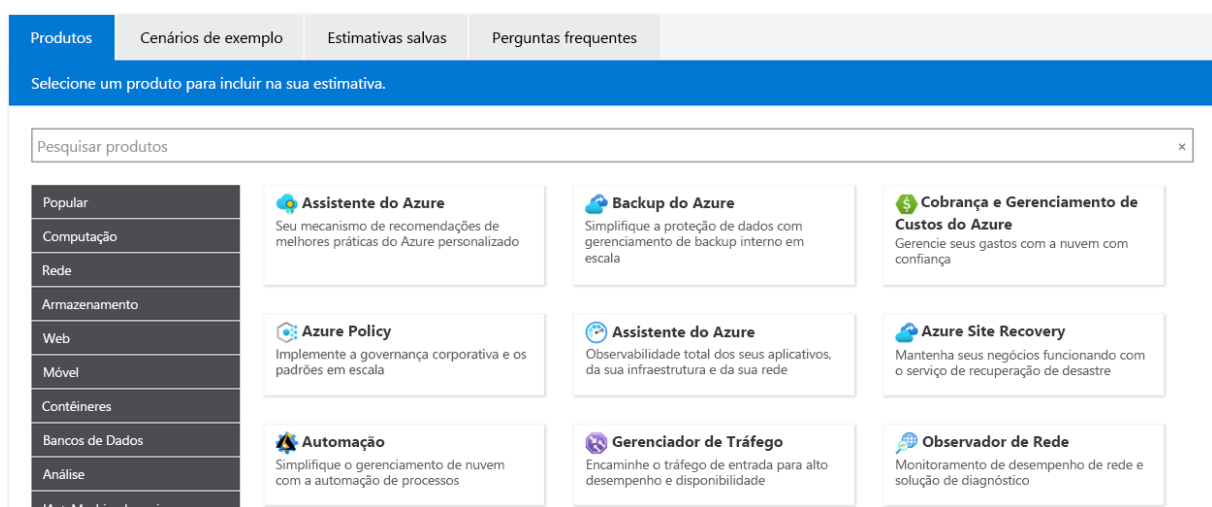 Produtos
Cenários de exemplo
Estimativas salvas
Perguntas frequentes
Selecione um produto para incluir na sua estimativa.
Pesquisar produtos
×
Popular
Computação
Rede
Armazenamento
Web
Móvel
Contêineres
Bancos de Dados
Análise
Assistente do Azure
Seu mecanismo de recomendações de
melhores práticas do Azure personalizado
Backup do Azure
Simplifique a proteção de dados com
gerenciamento de backup interno em
escala
Cobrança e Gerenciamento de
Custos do Azure
Gerencie seus gastos com a nuvem com
confiança
Azure Policy
Implemente a governança corporativa e os
padrões em escala
Assistente do Azure
Observabilidade total dos seus aplicativos,
da sua infraestrutura e da sua rede
Azure Site Recovery
Mantenha seus negócios funcionando com
o serviço de recuperação de desastre
Automação
Simplifique o gerenciamento de nuvem
com a automação de processos
Gerenciador de Tráfego
Encaminhe o tráfego de entrada para alto
desempenho e disponibilidade
Observador de Rede
Monitoramento de desempenho de rede e
solução de diagnóstico